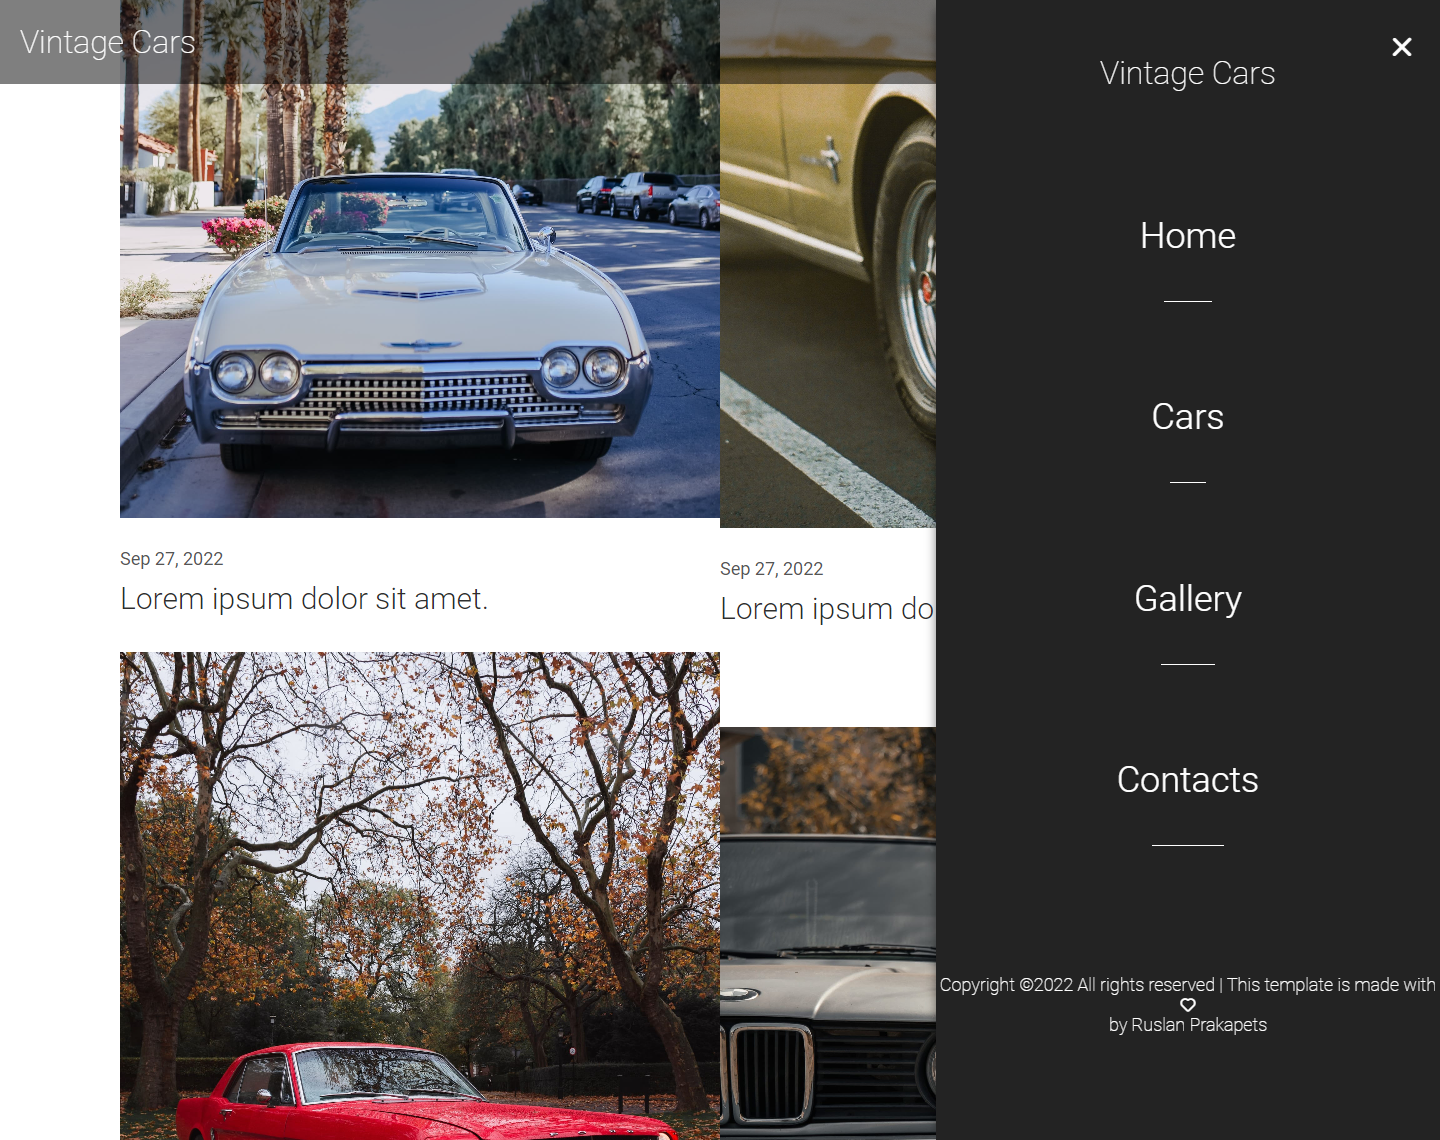 Vintage Cars
Sep 27, 2022
Lorem ipsum dolor sit amet.
Sep 27, 2022
Lorem ipsum do
Vintage Cars
Home
Cars
Gallery
Contacts
Copyright ©2022 All rights reserved | This template is made with
by Ruslan Prakapets